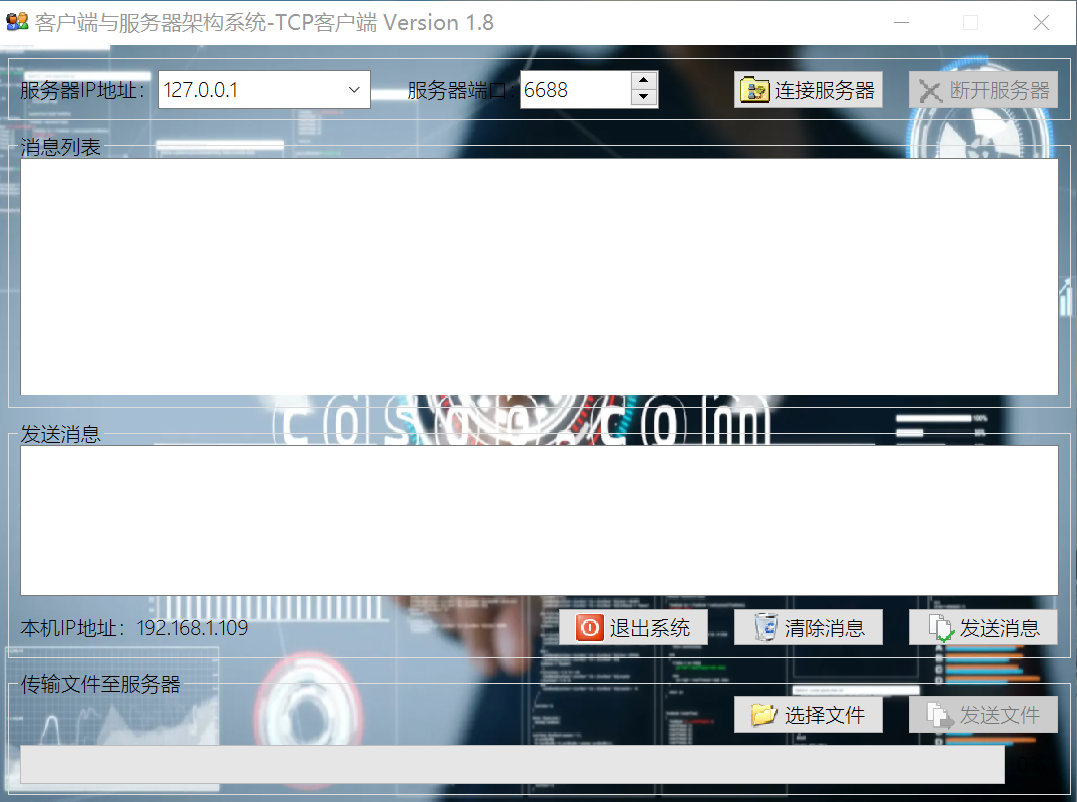 客户端与服务器架构系统-TCP客户端 Version 1.8
服务器IP地址： 127.0.0.1 服务器端口： 6688 连接服务器 断开服务器
消息列表
发送消息
本机IP地址：192.168.1.109 退出系统 清除消息 发送消息
传输文件至服务器
选择文件 发送文件